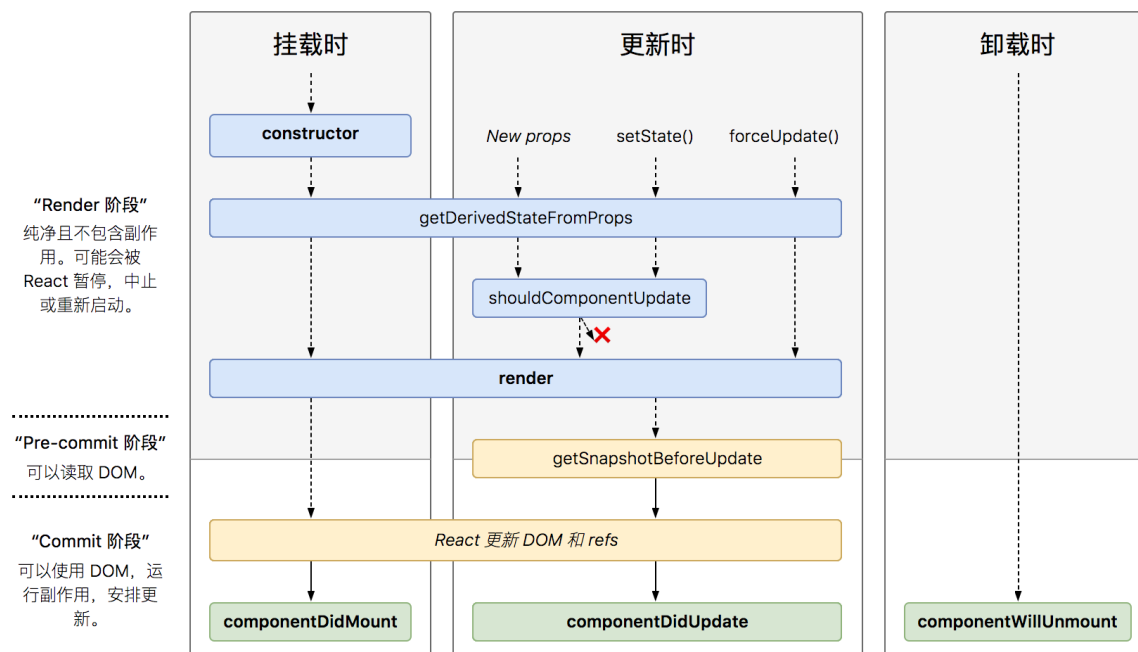 挂载时
更新时
卸载时
constructor
New props
setState()
forceUpdate()
“Render 阶段”
纯净且不包含副作
用。可能会被
React 暂停，中止
或重新启动。
getDerivedStateFromProps
shouldComponentUpdate
render
“Pre-commit 阶段”
可以读取 DOM。
getSnapshotBeforeUpdate
“Commit 阶段”
可以使用 DOM，运
行副作用，安排更
新。
React 更新 DOM 和 refs
componentDidMount
componentDidUpdate
componentWillUnmount